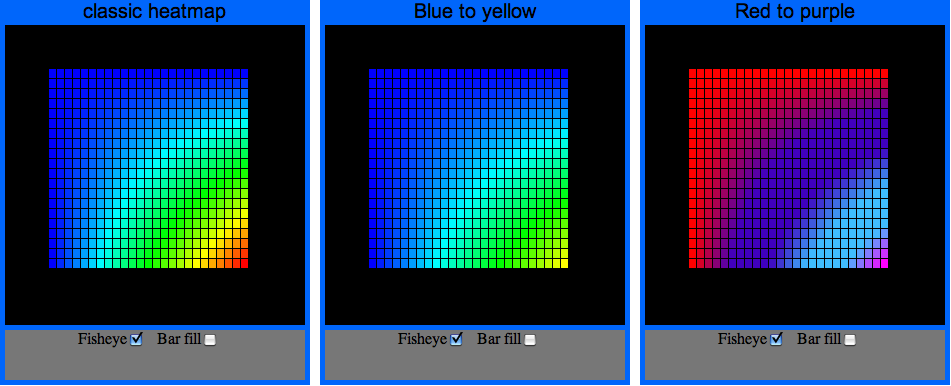 classic heatmap
Blue to yellow
Red to purple
Fisheye Bar fill
Fisheye Bar fill
Fisheye Bar fill